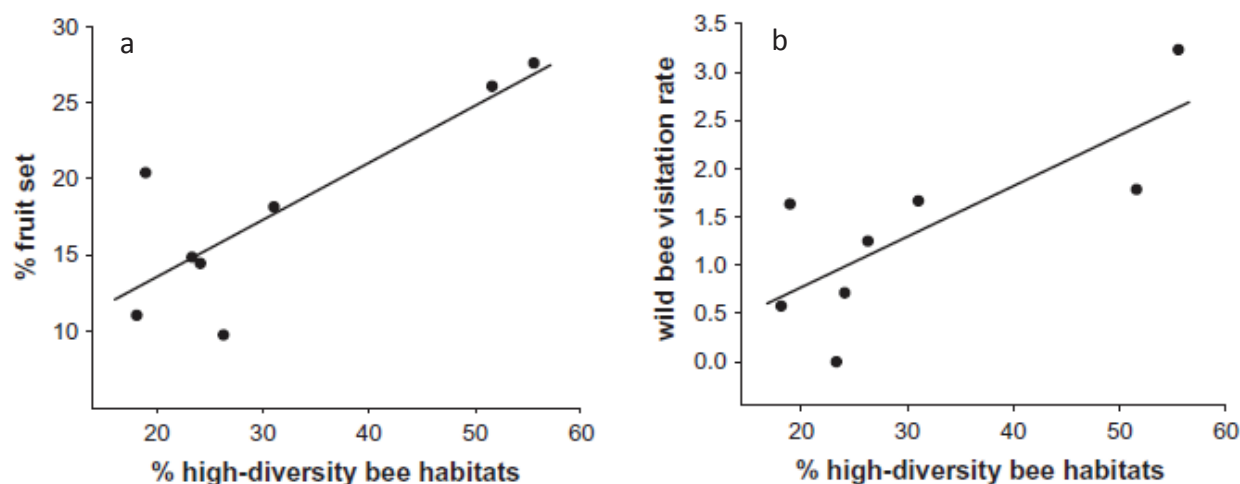 a
% fruit set
30
25
20
15
10
20 30 40 50 60
% high-diversity bee habitats
b
wild bee visitation rate
3.5
3.0
2.5
2.0
1.5
1.0
0.5
0.0
20 30 40 50 60
% high-diversity bee habitats